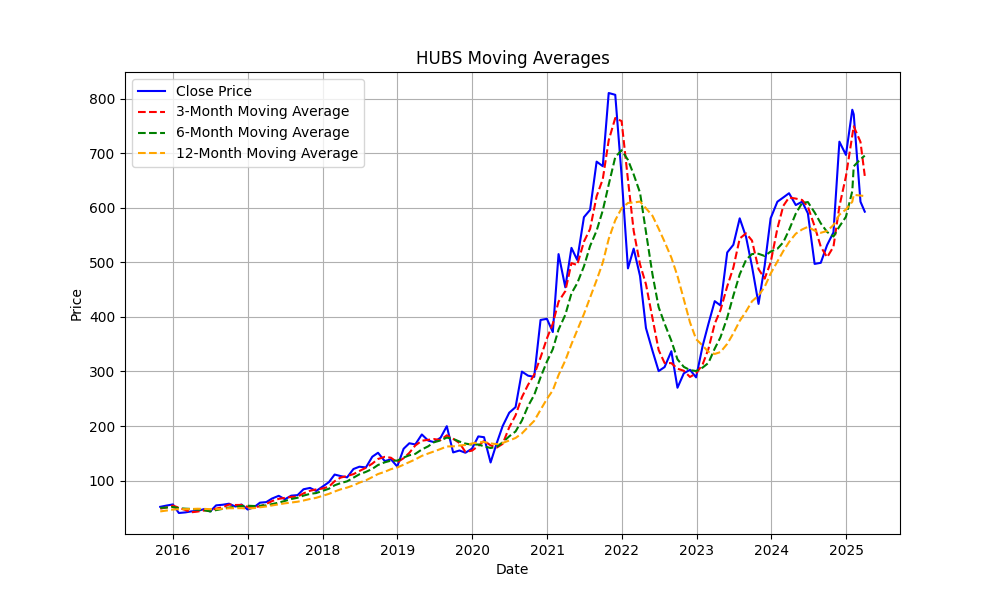 HUBS Moving Averages
Close Price
3-Month Moving Average
6-Month Moving Average
12-Month Moving Average
Price
800
700
600
500
400
300
200
100
2016 2017 2018 2019 2020 2021 2022 2023 2024 2025
Date